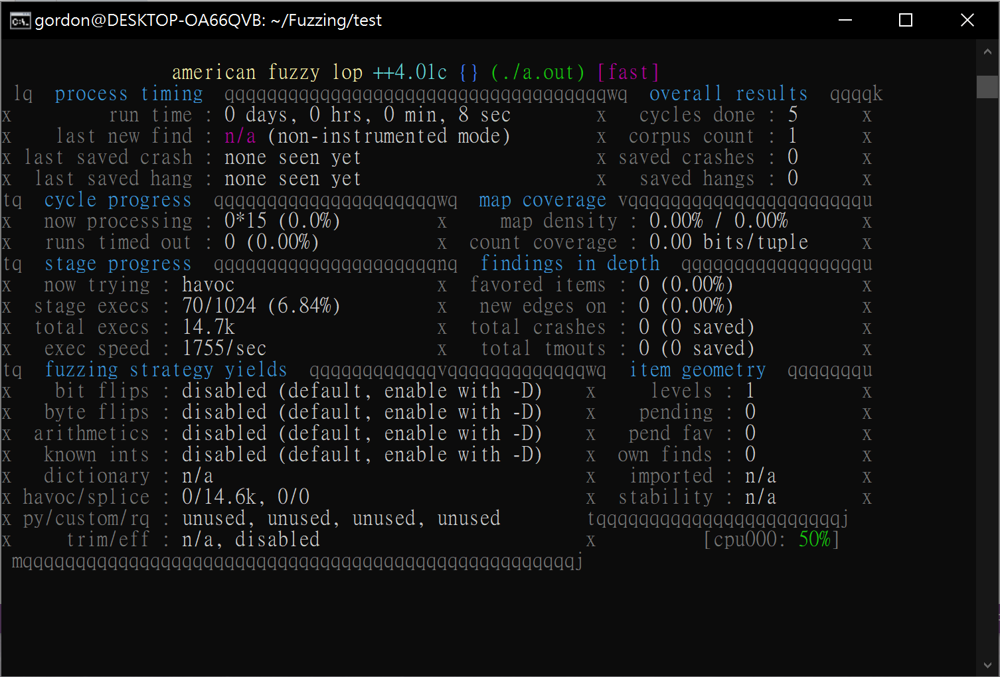 gordon@DESKTOP-OA66QVB: ~/Fuzzing/test
american fuzzy lop ++4.01c {} (./a.out) [fast]
lq process timing qqqqqqqqqqqqqqqqqqqqqqqqqqqqqqqqqqqqwq overall results qqqqk
x run time : 0 days, 0 hrs, 0 min, 8 sec x cycles done : 5 x
x last new find : n/a (non-instrumented mode) x corpus count : 1 x
x last saved crash : none seen yet x saved crashes : 0 x
x last saved hang : none seen yet x saved hangs : 0 x
tq cycle progress qqqqqqqqqqqqqqqqqqqqqwq map coverage vqqqqqqqqqqqqqqqqqqqqqqu
x now processing : 0*15 (0.0%) x map density : 0.00% / 0.00% x
x runs timed out : 0 (0.00%) x count coverage : 0.00 bits/tuple x
tq stage progress qqqqqqqqqqqqqqqqqqqqqnq findings in depth qqqqqqqqqqqqqqqqqu
x now trying : havoc x favored items : 0 (0.00%) x
x stage execs : 70/1024 (6.84%) x new edges on : 0 (0.00%) x
x total execs : 14.7k x total crashes : 0 (0 saved) x
x exec speed : 1755/sec x total tmouts : 0 (0 saved) x
tq fuzzing strategy yields qqqqqqqqqqqqvqqqqqqqqqqqqqwq item geometry qqqqqqqu
x bit flips : disabled (default, enable with -D) x levels : 1 x
x byte flips : disabled (default, enable with -D) x pending : 0 x
x arithmetics : disabled (default, enable with -D) x pend fav : 0 x
x known ints : disabled (default, enable with -D) x own finds : 0 x
x dictionary : n/a x imported : n/a x
x havoc/splice : 0/14.6k, 0/0 x stability : n/a x
x py/custom/rq : unused, unused, unused, unused tqqqqqqqqqqqqqqqqqqqqqqqj
x trim/eff : n/a, disabled x [cpu000: 50%]
mqqqqqqqqqqqqqqqqqqqqqqqqqqqqqqqqqqqqqqqqqqqqqqqqqqqqj